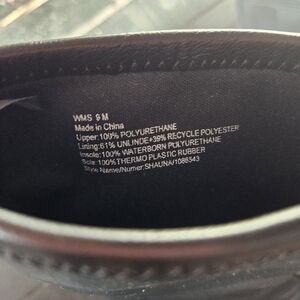 WMS 9 M
Made in China
Upper:100% POLYURETHANE
Lining:61% UNLINDE+39% RECYCLE POLYESTER
Insole:100% WATERBORN POLYURETHANE
Sole:100%THERMO PLASTIC RUBBER
Style Name/Numer:SHAUNA/1086343